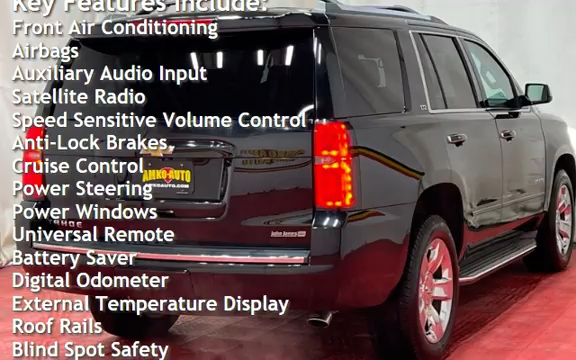 Key Features Include:
Front Air Conditioning
Airbags
Auxiliary Audio Input
Satellite Radio
Speed Sensitive Volume Control
Anti-Lock Brakes
Cruise Control
Power Steering
Power Windows
Universal Remote
Battery Saver
Digital Odometer
External Temperature Display
Roof Rails
Blind Spot Safety
AMKO AUTO